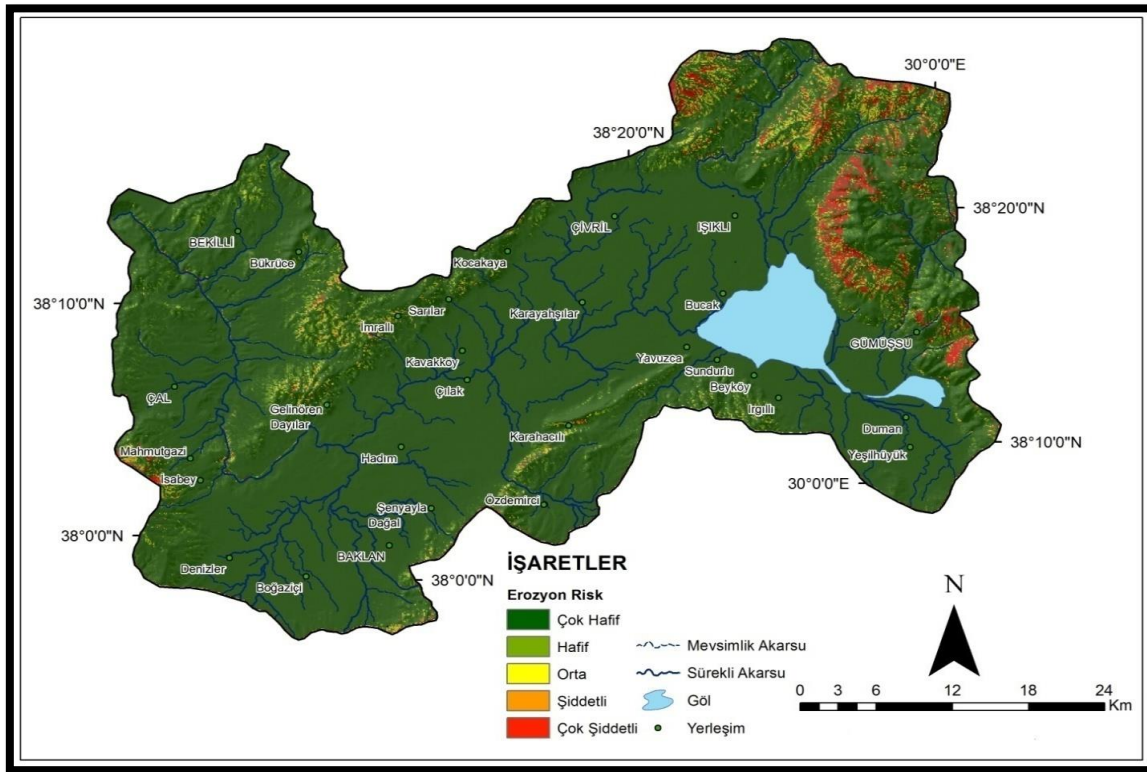 30°0'0"E
38°20'0"N
38°20'0"N
ÇİVRİL
IŞIKLI
BEKİLLİ
Bükrüce
Kocakaya
38°10'0"N
Sarılar
Karayahşılar
Bucak
İmrallı
GÜMÜŞSU
Kavakköy
Yavuzca
Sundurlu
Çıtak
Beyköy
ÇAL
Gelinören
Irgıllı
Dayılar
Duman
Karahacılı
38°10'0"N
Mahmutgazi
Hadım
Yeşilhüyük
İsabey
30°0'0"E
Özdemirci
Şenyayla
Dağal
38°0'0"N
BAKLAN
Denizler
Boğaziçi
38°0'0"N
İŞARETLER
Erozyon Risk
Çok Hafif
Hafif
Orta
Şiddetli
Çok Şiddetli
Mevsimlik Akarsu
Sürekli Akarsu
Göl
Yerleşim
N
0 3 6 12 18 24
Km